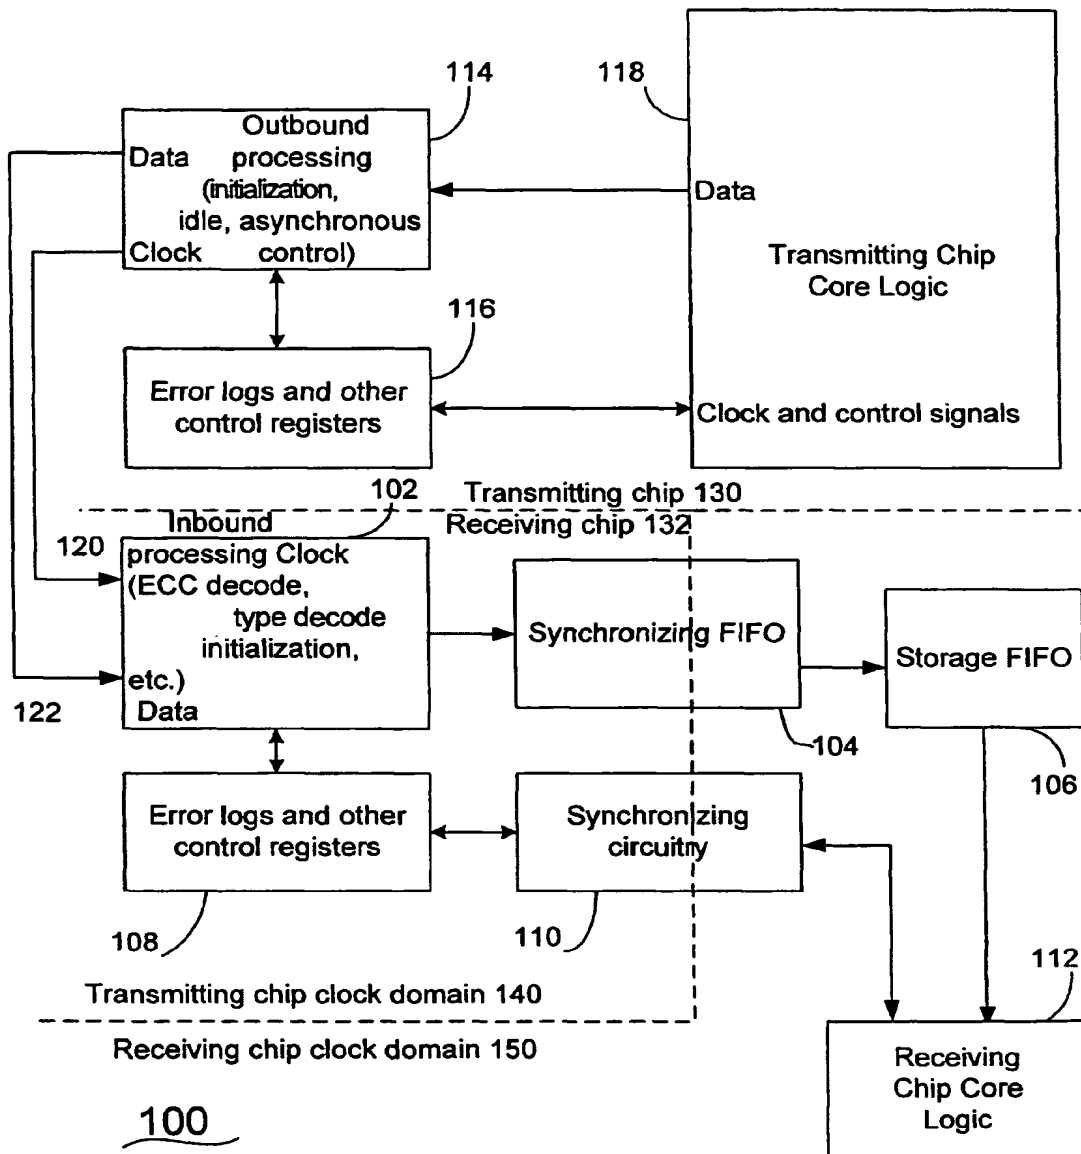 114
118
Outbound
Data processing
(initialization,
idle, asynchronous
Clock control)
Data
Transmitting Chip
Core Logic
116
Error logs and other
control registers
Clock and control signals
102
Transmitting chip 130
Receiving chip 132
Inbound
120
processing Clock
(ECC decode,
type decode
initialization,
etc.)
Data
122
Synchronizing FIFO
Storage FIFO
104
106
Error logs and other
control registers
Synchronizing
circuitry
108
110
112
Transmitting chip clock domain 140
Receiving chip clock domain 150
Receiving
Chip Core
Logic
100